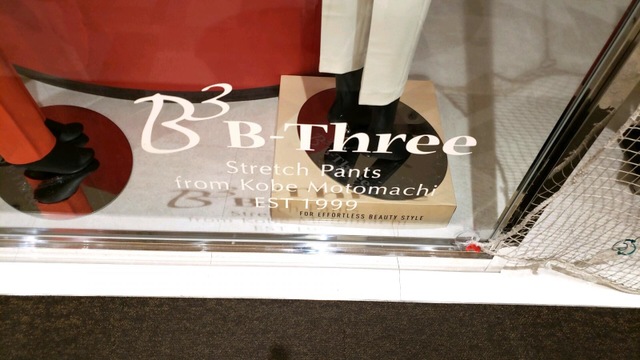 B3 B-Three
Stretch Pants
from Kobe Motomachi
EST 1999
FOR EFFORTLESS BEAUTY STYLE